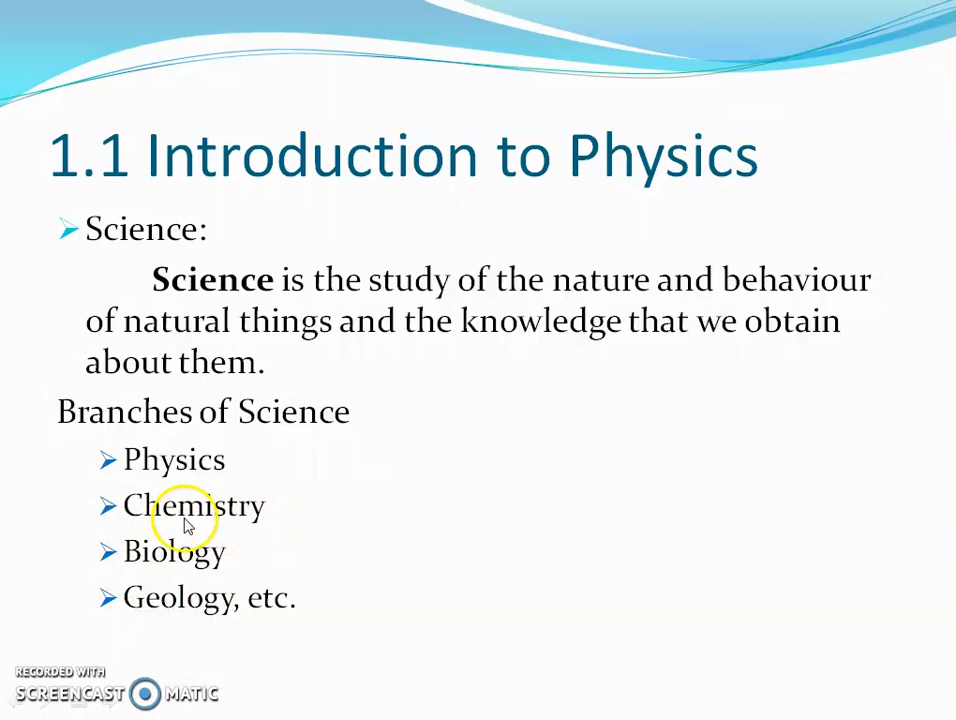 1.1 Introduction to Physics
Science:
Science is the study of the nature and behaviour
of natural things and the knowledge that we obtain
about them.
Branches of Science
Physics
Chemistry
Biology
Geology, etc.
RECORDED WITH
SCREENCAST MATIC